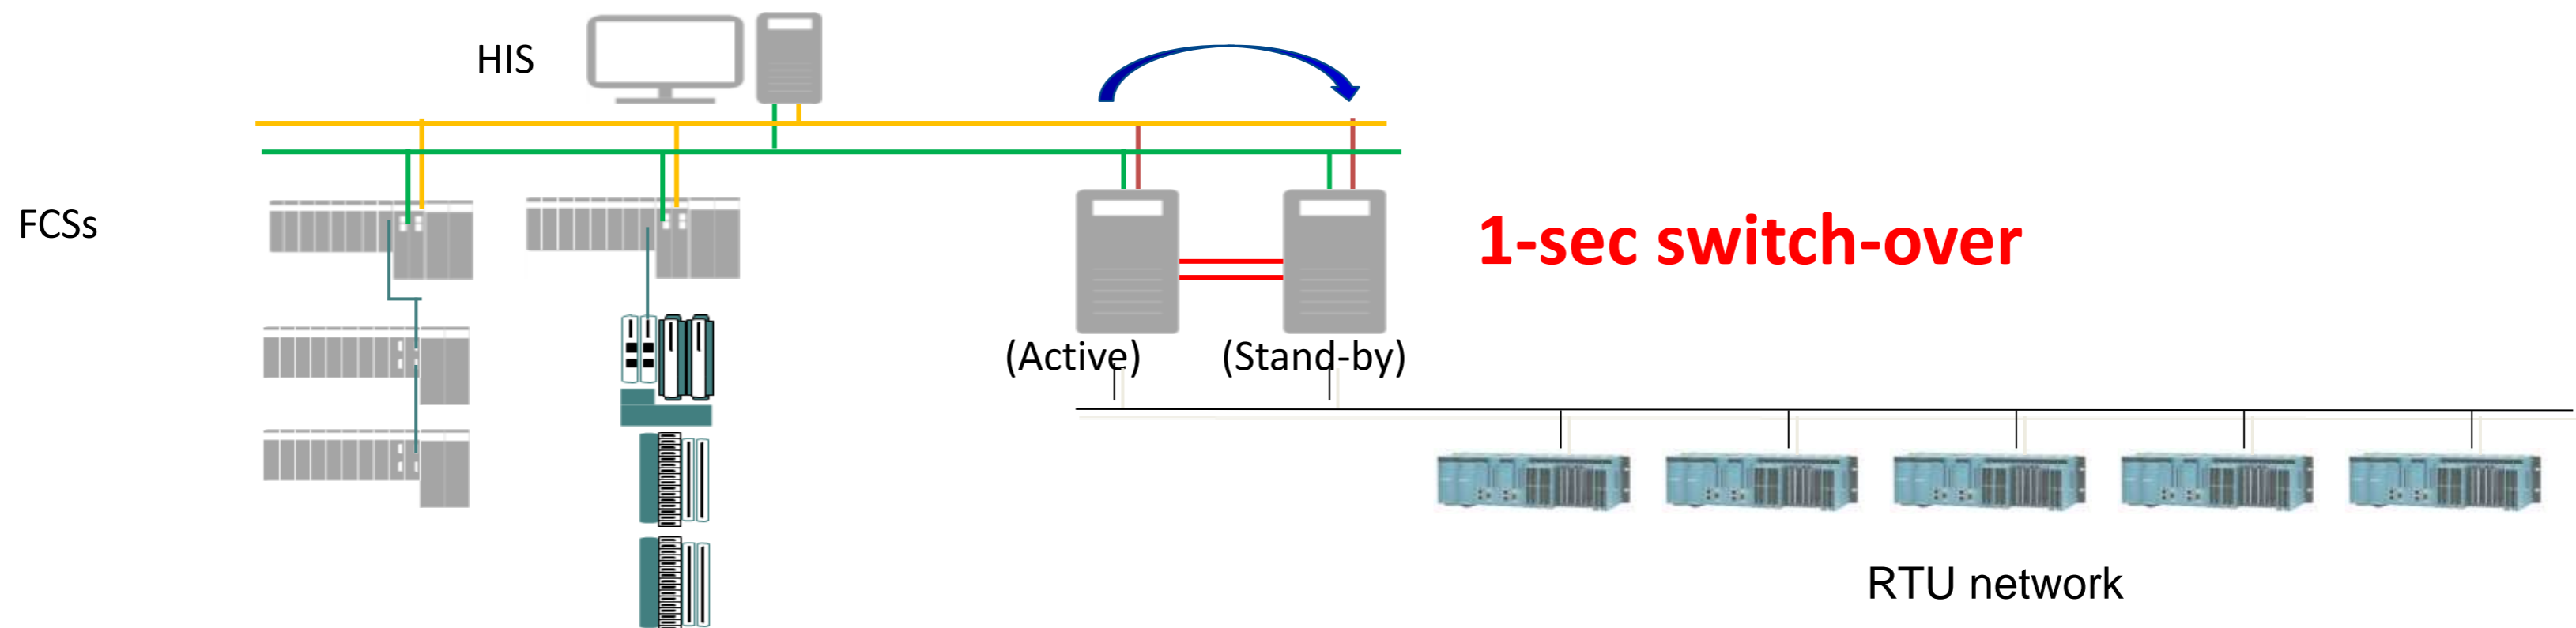 HIS
FCSs
1-sec switch-over
(Active)
(Stand-by)
RTU network